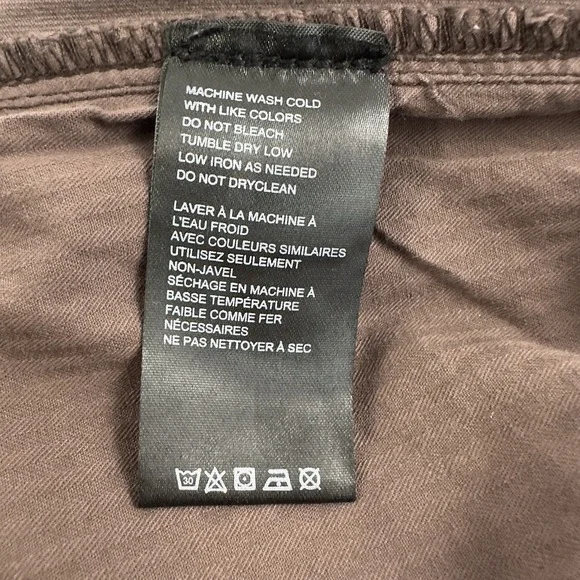 MACHINE WASH COLD
WITH LIKE COLORS
DO NOT BLEACH
TUMBLE DRY LOW
LOW IRON AS NEEDED
DO NOT DRYCLEAN
LAVER À LA MACHINE À
L'EAU FROID
AVEC COULEURS SIMILAIRES
UTILISEZ SEULEMENT
NON-JAVEL
SÉCHAGE EN MACHINE À
BASSE TEMPÉRATURE
FAIBLE COMME FER
NÉCESSAIRES
NE PAS NETTOYER À SEC
30